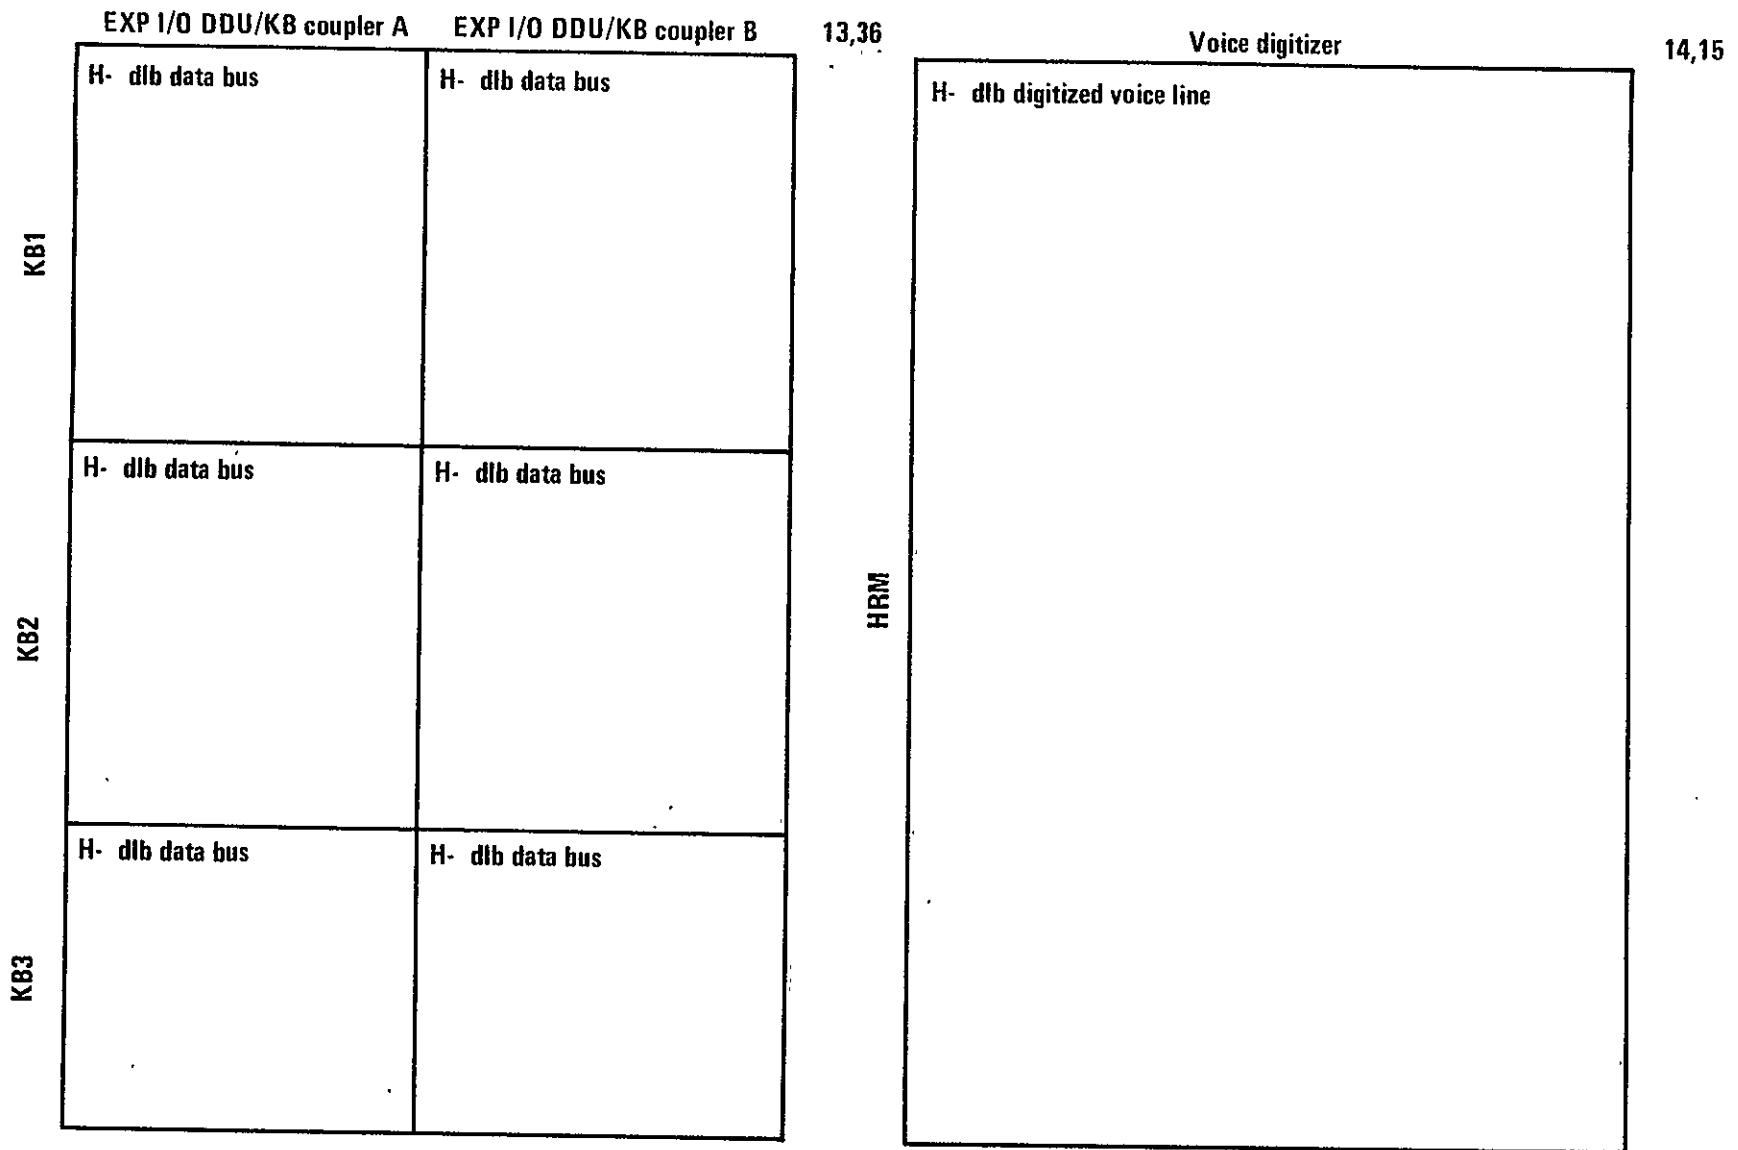 EXP I/O DDU/KB coupler A
EXP I/O DDU/KB coupler B
13,36
KB1
H- dlb data bus
H- dlb data bus
KB2
H- dlb data bus
H- dlb data bus
KB3
H- dlb data bus
H- dlb data bus
Voice digitizer
14,15
HRM
H- dlb digitized voice line